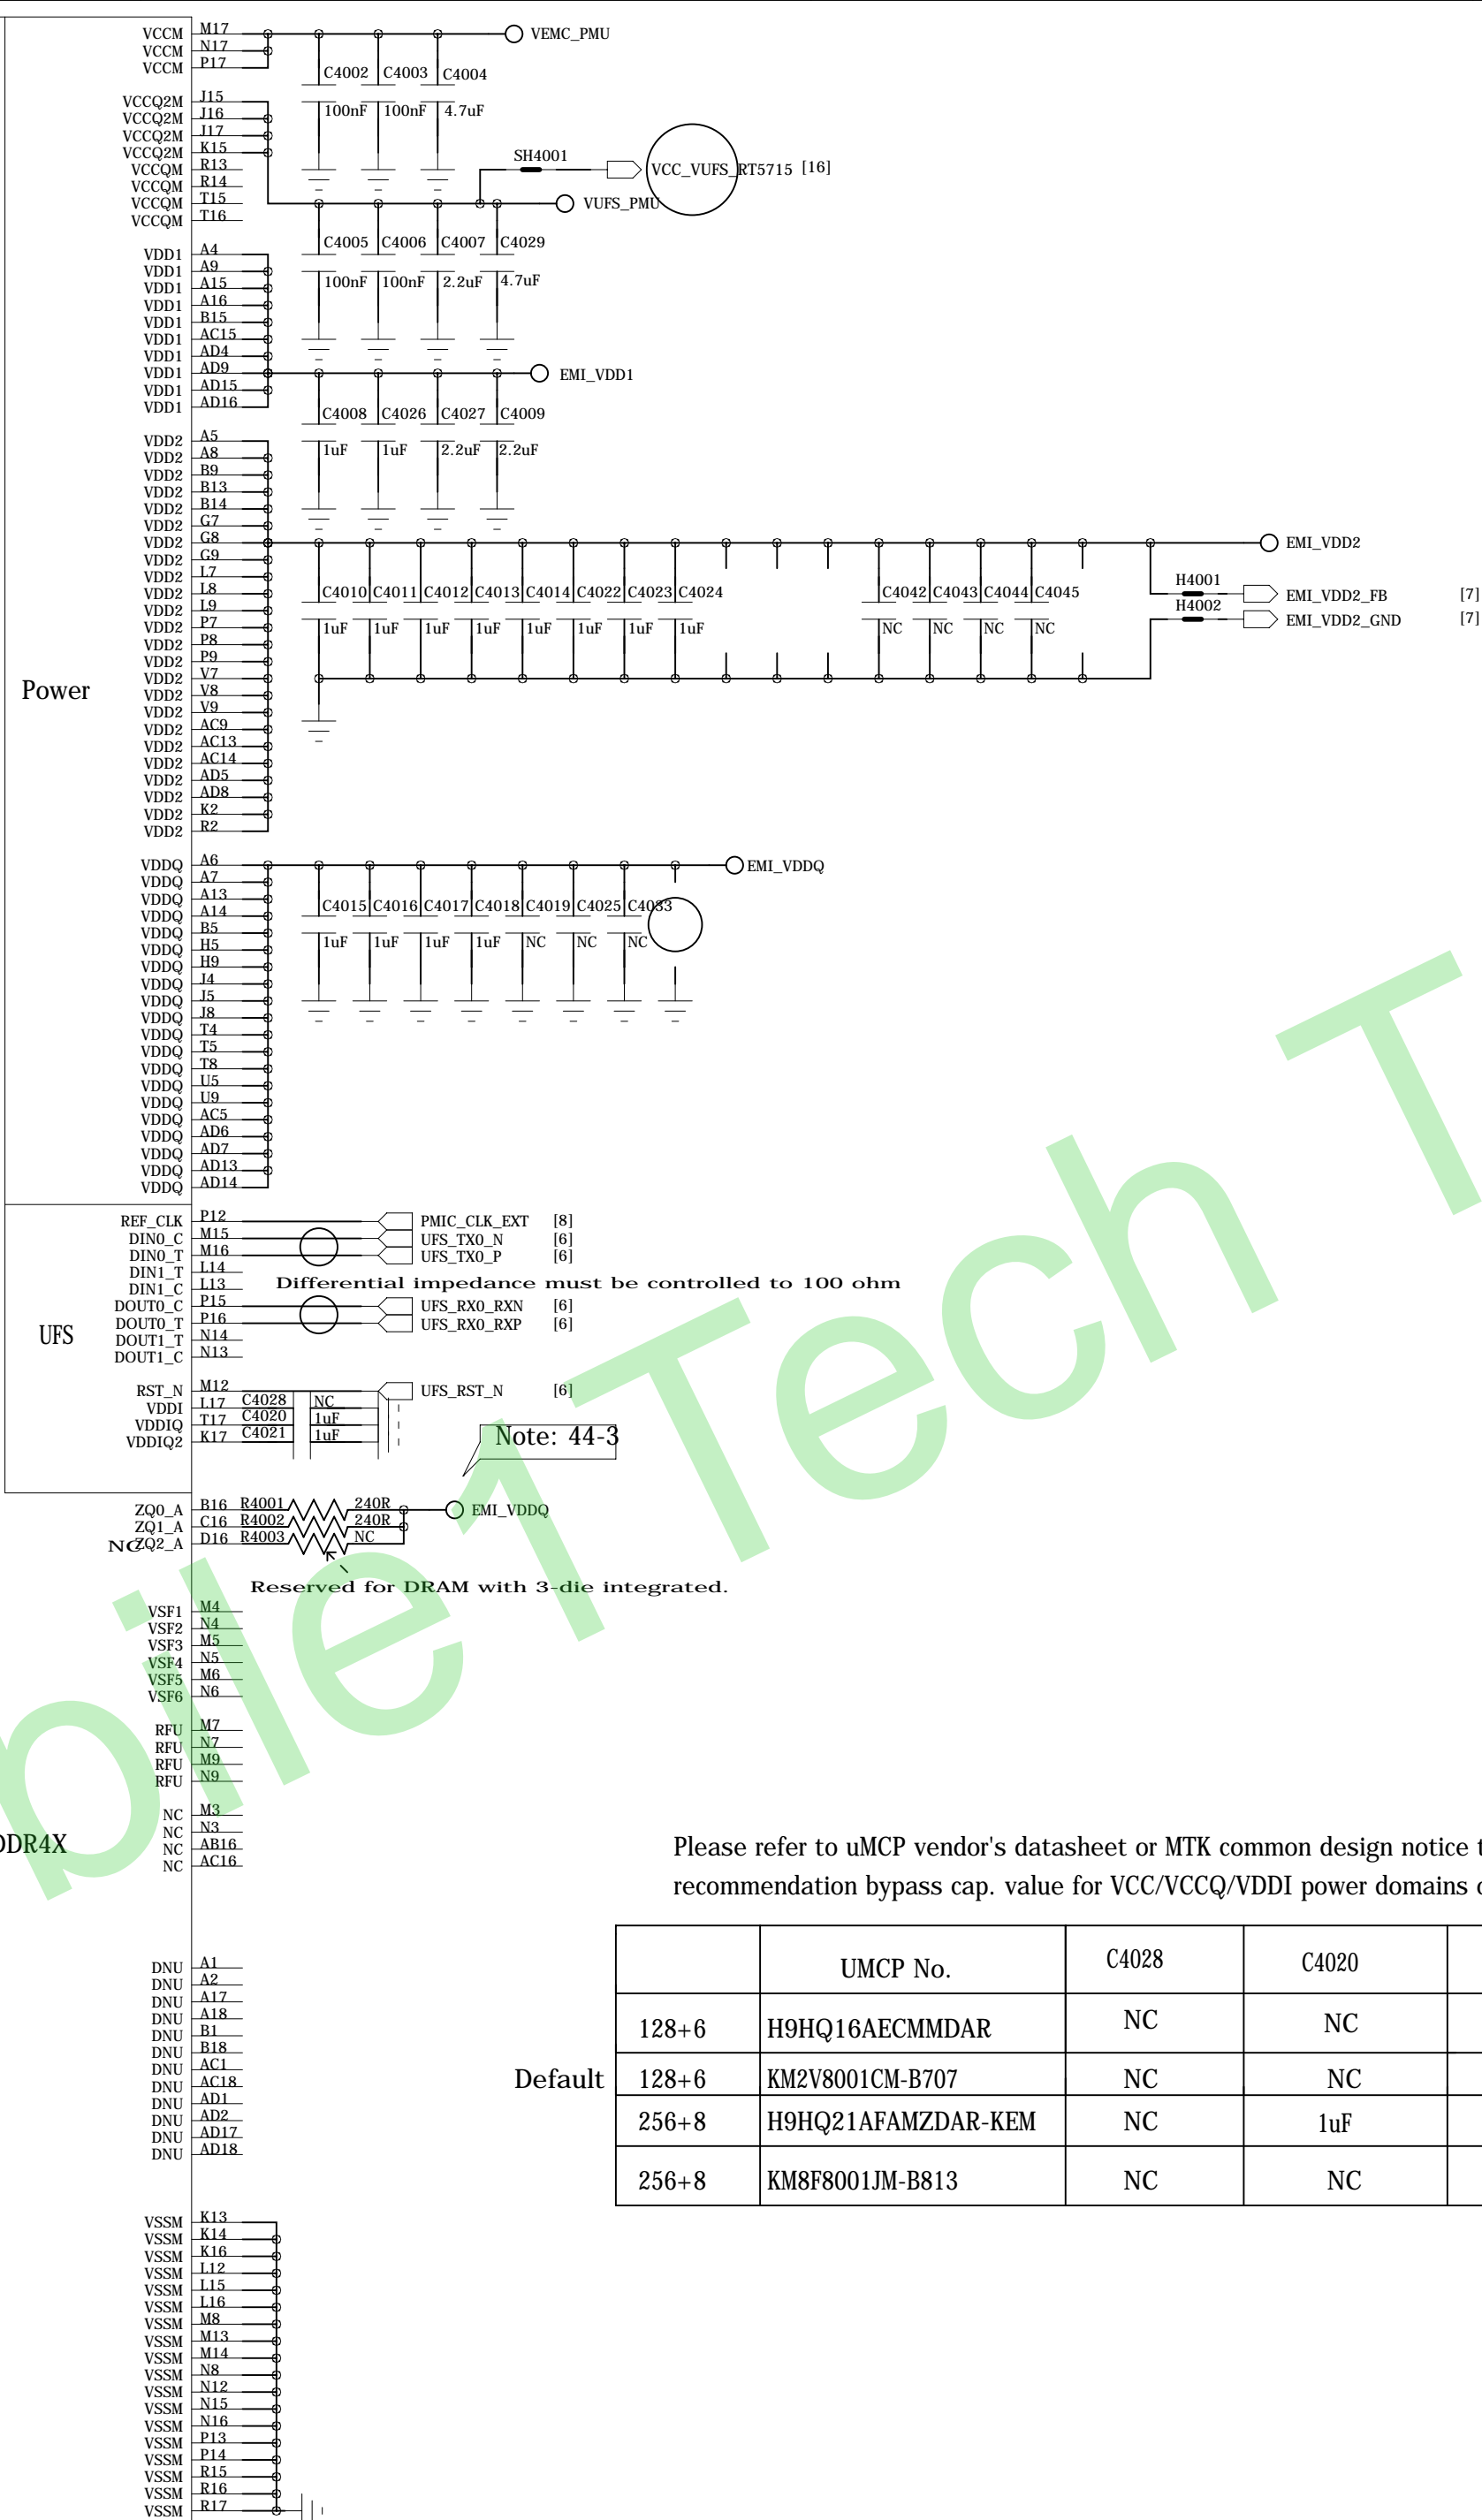 VCCM M17
VCCM N17
VCCM P17
VEMC_PMU
C4002 C4003 C4004
100nF 100nF 4.7uF
VCCQ2M J15
VCCQ2M J16
VCCQ2M J17
VCCQ2M K15
VCCQM R13
VCCQM R14
VCCQM T15
VCCQM T16
SH4001
VCC_VUFS_RT5715 [16]
VUFS_PMU
C4005 C4006 C4007 C4029
100nF 100nF 2.2uF 4.7uF
VDD1 A4
VDD1 A9
VDD1 A15
VDD1 A16
VDD1 B15
VDD1 AC15
VDD1 AD4
VDD1 AD9
VDD1 AD15
VDD1 AD16
EMI_VDD1
C4008 C4026 C4027 C4009
1uF 1uF 2.2uF 2.2uF
VDD2 A5
VDD2 A8
VDD2 B9
VDD2 B13
VDD2 B14
VDD2 G7
VDD2 G8
VDD2 G9
VDD2 L7
VDD2 L8
VDD2 L9
VDD2 P7
VDD2 P8
VDD2 P9
VDD2 V7
VDD2 V8
VDD2 V9
VDD2 AC9
VDD2 AC13
VDD2 AC14
VDD2 AD5
VDD2 AD8
VDD2 K2
VDD2 R2
EMI_VDD2
C4010 C4011 C4012 C4013 C4014 C4022 C4023 C4024 C4042 C4043 C4044 C4045
1uF 1uF 1uF 1uF 1uF 1uF 1uF 1uF NC NC NC NC
H4001
EMI_VDD2_FB [7]
H4002
EMI_VDD2_GND [7]
Power
VDDQ A6
VDDQ A7
VDDQ A13
VDDQ A14
VDDQ B5
VDDQ H5
VDDQ H9
VDDQ J4
VDDQ J5
VDDQ J8
VDDQ T4
VDDQ T5
VDDQ T8
VDDQ U5
VDDQ U9
VDDQ AC5
VDDQ AD6
VDDQ AD7
VDDQ AD13
VDDQ AD14
EMI_VDDQ
C4015 C4016 C4017 C4018 C4019 C4025 C4033
1uF 1uF 1uF 1uF NC NC NC
REF_CLK P12 PMIC_CLK_EXT [8]
DIN0_C M15 UFS_TX0_N [6]
DIN0_T M16 UFS_TX0_P [6]
DIN1_T L14
DIN1_C L13
Differential impedance must be controlled to 100 ohm
DOUT0_C P15 UFS_RX0_RXN [6]
DOUT0_T P16 UFS_RX0_RXP [6]
DOUT1_T N14
DOUT1_C N13
UFS
RST_N M12 UFS_RST_N [6]
VDDI L17 C4028 NC
VDDIQ T17 C4020 1uF
VDDIQ2 K17 C4021 1uF
Note: 44-3
ZQ0_A B16 R4001 240R EMI_VDDQ
ZQ1_A C16 R4002 240R
NC ZQ2_A D16 R4003 NC
Reserved for DRAM with 3-die integrated.
VSF1 M4
VSF2 N4
VSF3 M5
VSF4 N5
VSF5 M6
VSF6 N6
RFU M7
RFU N7
RFU M9
RFU N9
NC M3
NC N3
NC AB16
NC AC16
DDR4X
Please refer to uMCP vendor's datasheet or MTK common design notice
recommendation bypass cap. value for VCC/VCCQ/VDDI power domains
DNU A1
DNU A2
DNU A17
DNU A18
DNU B1
DNU B18
DNU AC1
DNU AC18
DNU AD1
DNU AD2
DNU AD17
DNU AD18
UMCP No. C4028 C4020
128+6 H9HQ16AECMMDAR NC NC
Default 128+6 KM2V8001CM-B707 NC NC
256+8 H9HQ21AFAMZDAR-KEM NC 1uF
256+8 KM8F8001JM-B813 NC NC
VSSM K13
VSSM K14
VSSM K16
VSSM L12
VSSM L15
VSSM L16
VSSM M8
VSSM M13
VSSM M14
VSSM N8
VSSM N12
VSSM N15
VSSM N16
VSSM P13
VSSM P14
VSSM R15
VSSM R16
VSSM R17
pile1 Tech T